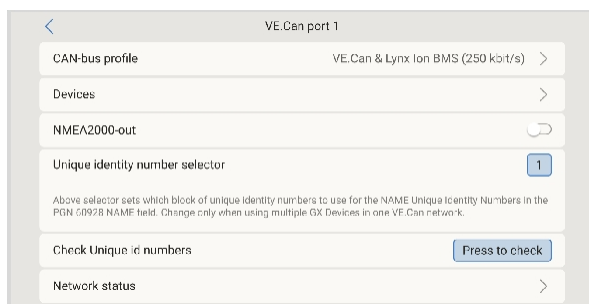 VE.Can port 1
CAN-bus profile VE.Can & Lynx Ion BMS (250 kbit/s)
Devices
NMEA2000-out
Unique identity number selector 1
Above selector sets which block of unique identity numbers to use for the NAME Unique Identity Numbers in the
PGN 60928 NAME field. Change only when using multiple GX Devices in one VE.Can network.
Check Unique id numbers Press to check
Network status